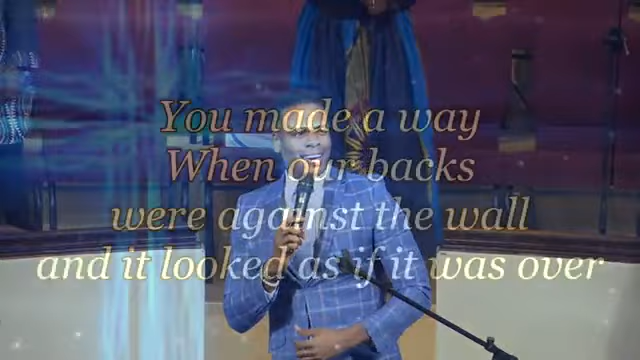 You made a way
When our backs
were against the wall
and it looked as if it was over